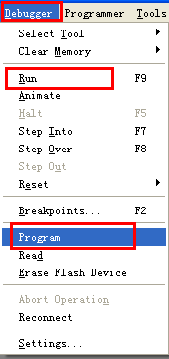 Debugger Programmer Tools
Select Tool
Clear Memory
Run F9
Animate
Halt F5
Step Into F7
Step Over F8
Step Out
Reset
Breakpoints... F2
Program
Read
Erase Flash Device
Abort Operation
Reconnect
Settings...